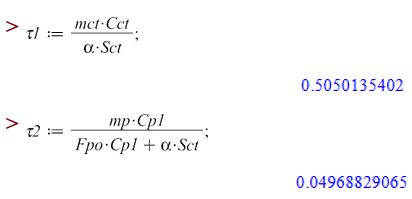 > τ1 := mct·Cct / α·Sct;
0.5050135402
> τ2 := mp·Cp1 / Fpo·Cp1 + α·Sct;
0.04968829065